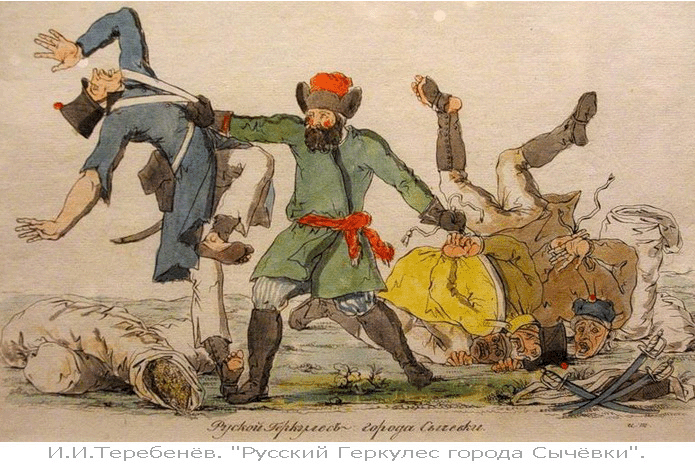 Руской Геркулесъ города Сычевки.
И.И.Теребенёв. "Русский Геркулес города Сычёвки".